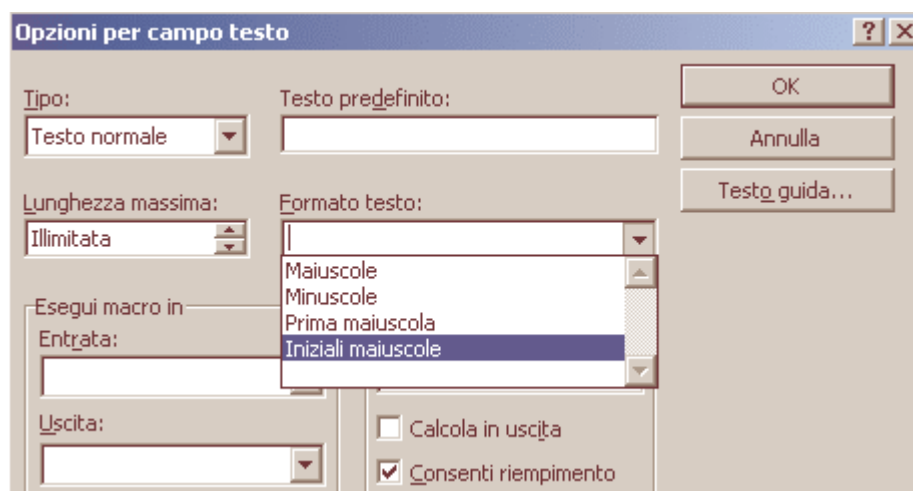 Opzioni per campo testo
Tipo:
Testo predefinito:
OK
Testo normale
Annulla
Testo guida...
Lunghezza massima:
Formato testo:
Illimitata
Maiuscole
Minuscole
Prima maiuscola
Iniziali maiuscole
Esegui macro in
Entrata:
Uscita:
Calcola in uscita
Consenti riempimento